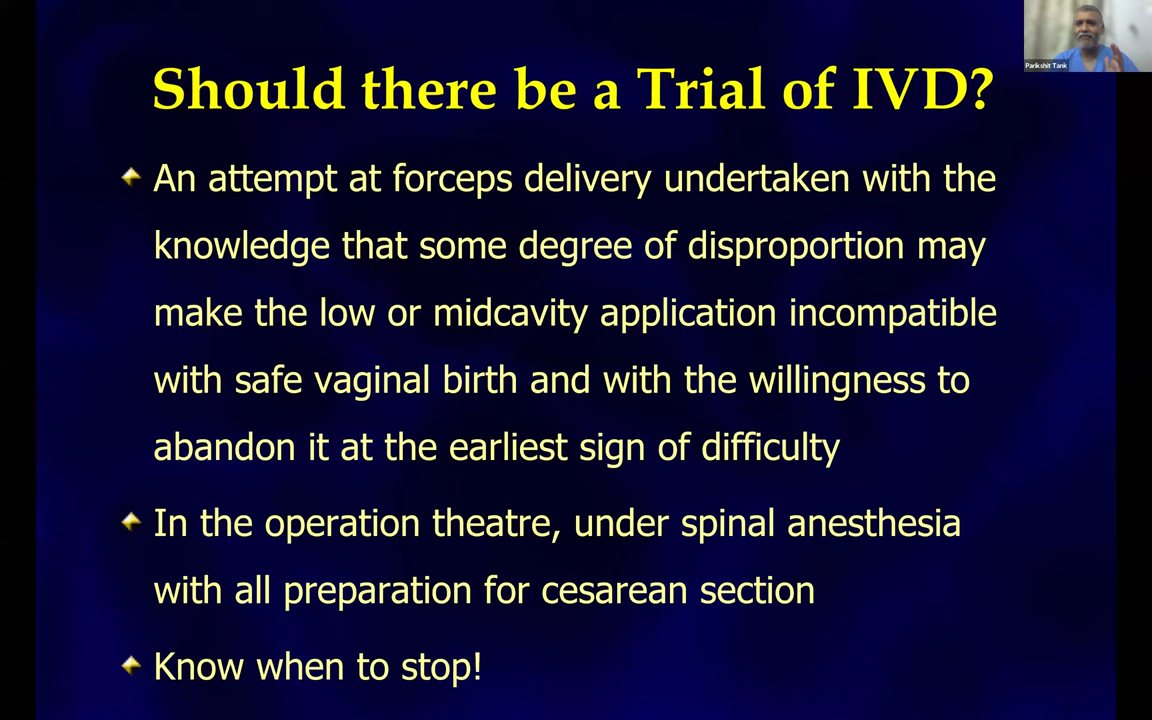 Parikshit Tank
Should there be a Trial of IVD?
An attempt at forceps delivery undertaken with the
knowledge that some degree of disproportion may
make the low or midcavity application incompatible
with safe vaginal birth and with the willingness to
abandon it at the earliest sign of difficulty
In the operation theatre, under spinal anesthesia
with all preparation for cesarean section
Know when to stop!